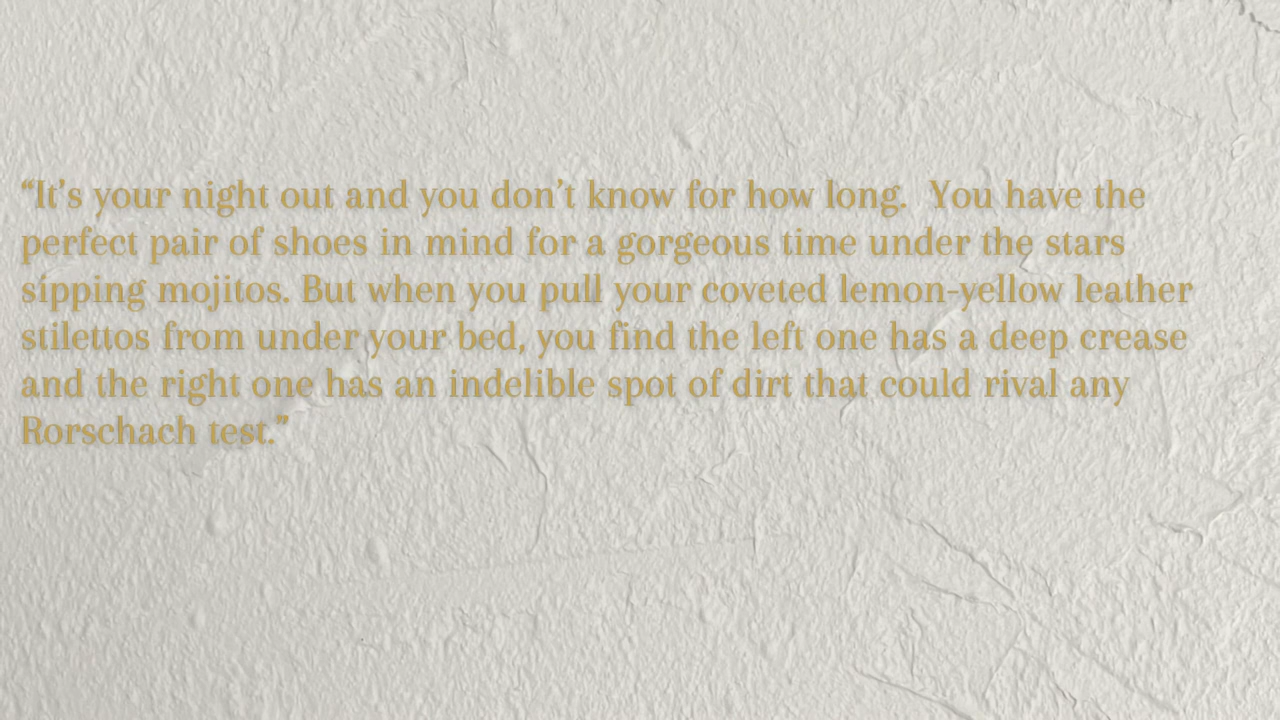 “It’s your night out and you don’t know for how long.  You have the
perfect pair of shoes in mind for a gorgeous time under the stars
sipping mojitos. But when you pull your coveted lemon-yellow leather
stilettos from under your bed, you find the left one has a deep crease
and the right one has an indelible spot of dirt that could rival any
Rorschach test.”